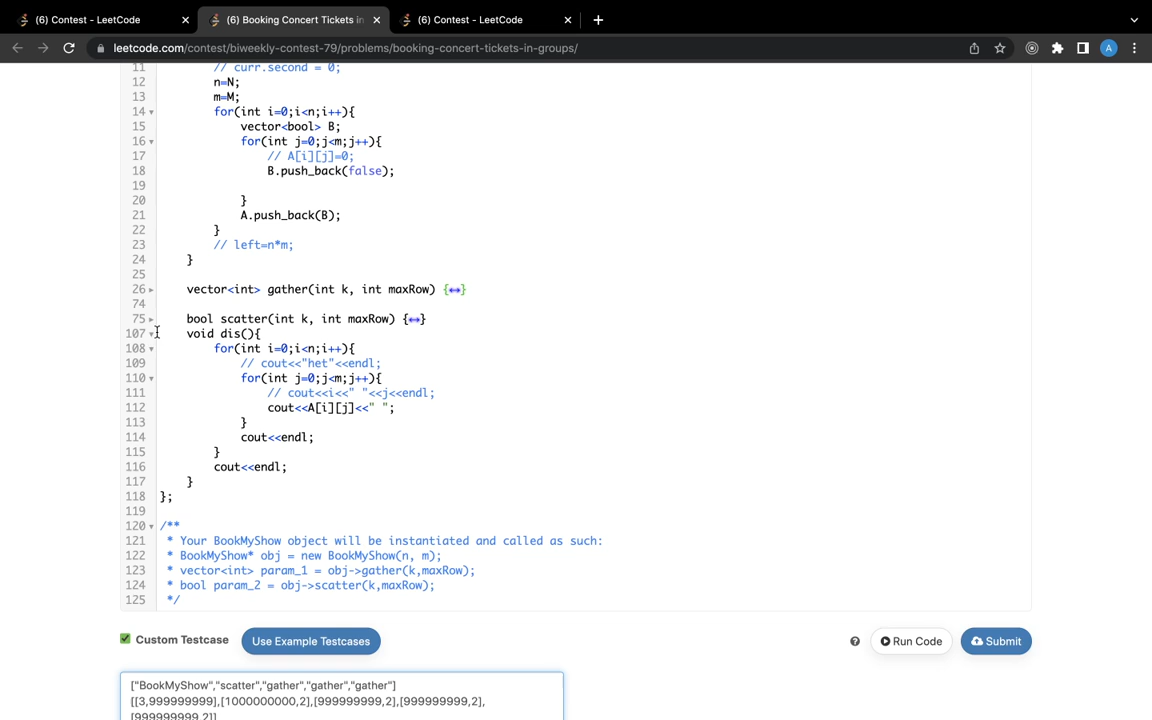 (6) Contest - LeetCode
(6) Booking Concert Tickets in
(6) Contest - LeetCode
leetcode.com/contest/biweekly-contest-79/problems/booking-concert-tickets-in-groups/
A
11 // curr.second = 0;
12 n=N;
13 m=M;
14 for(int i=0;i<n;i++){
15 vector<bool> B;
16 for(int j=0;j<m;j++){
17 // A[i][j]=0;
18 B.push_back(false);
19
20 }
21 A.push_back(B);
22 }
23 // left=n*m;
24 }
25
26 vector<int> gather(int k, int maxRow) {↔}
74
75 bool scatter(int k, int maxRow) {↔}
107 void dis(){
108 for(int i=0;i<n;i++){
109 // cout<<"het"<<endl;
110 for(int j=0;j<m;j++){
111 // cout<<i<<" "<<j<<endl;
112 cout<<A[i][j]<<" ";
113 }
114 cout<<endl;
115 }
116 cout<<endl;
117 }
118 };
119
120 /**
121 * Your BookMyShow object will be instantiated and called as such:
122 * BookMyShow* obj = new BookMyShow(n, m);
123 * vector<int> param_1 = obj->gather(k,maxRow);
124 * bool param_2 = obj->scatter(k,maxRow);
125 */
Custom Testcase Use Example Testcases ? Run Code Submit
["BookMyShow","scatter","gather","gather","gather"]
[[3,999999999],[1000000000,2],[999999999,2],[999999999,2],
[999999999,2]]